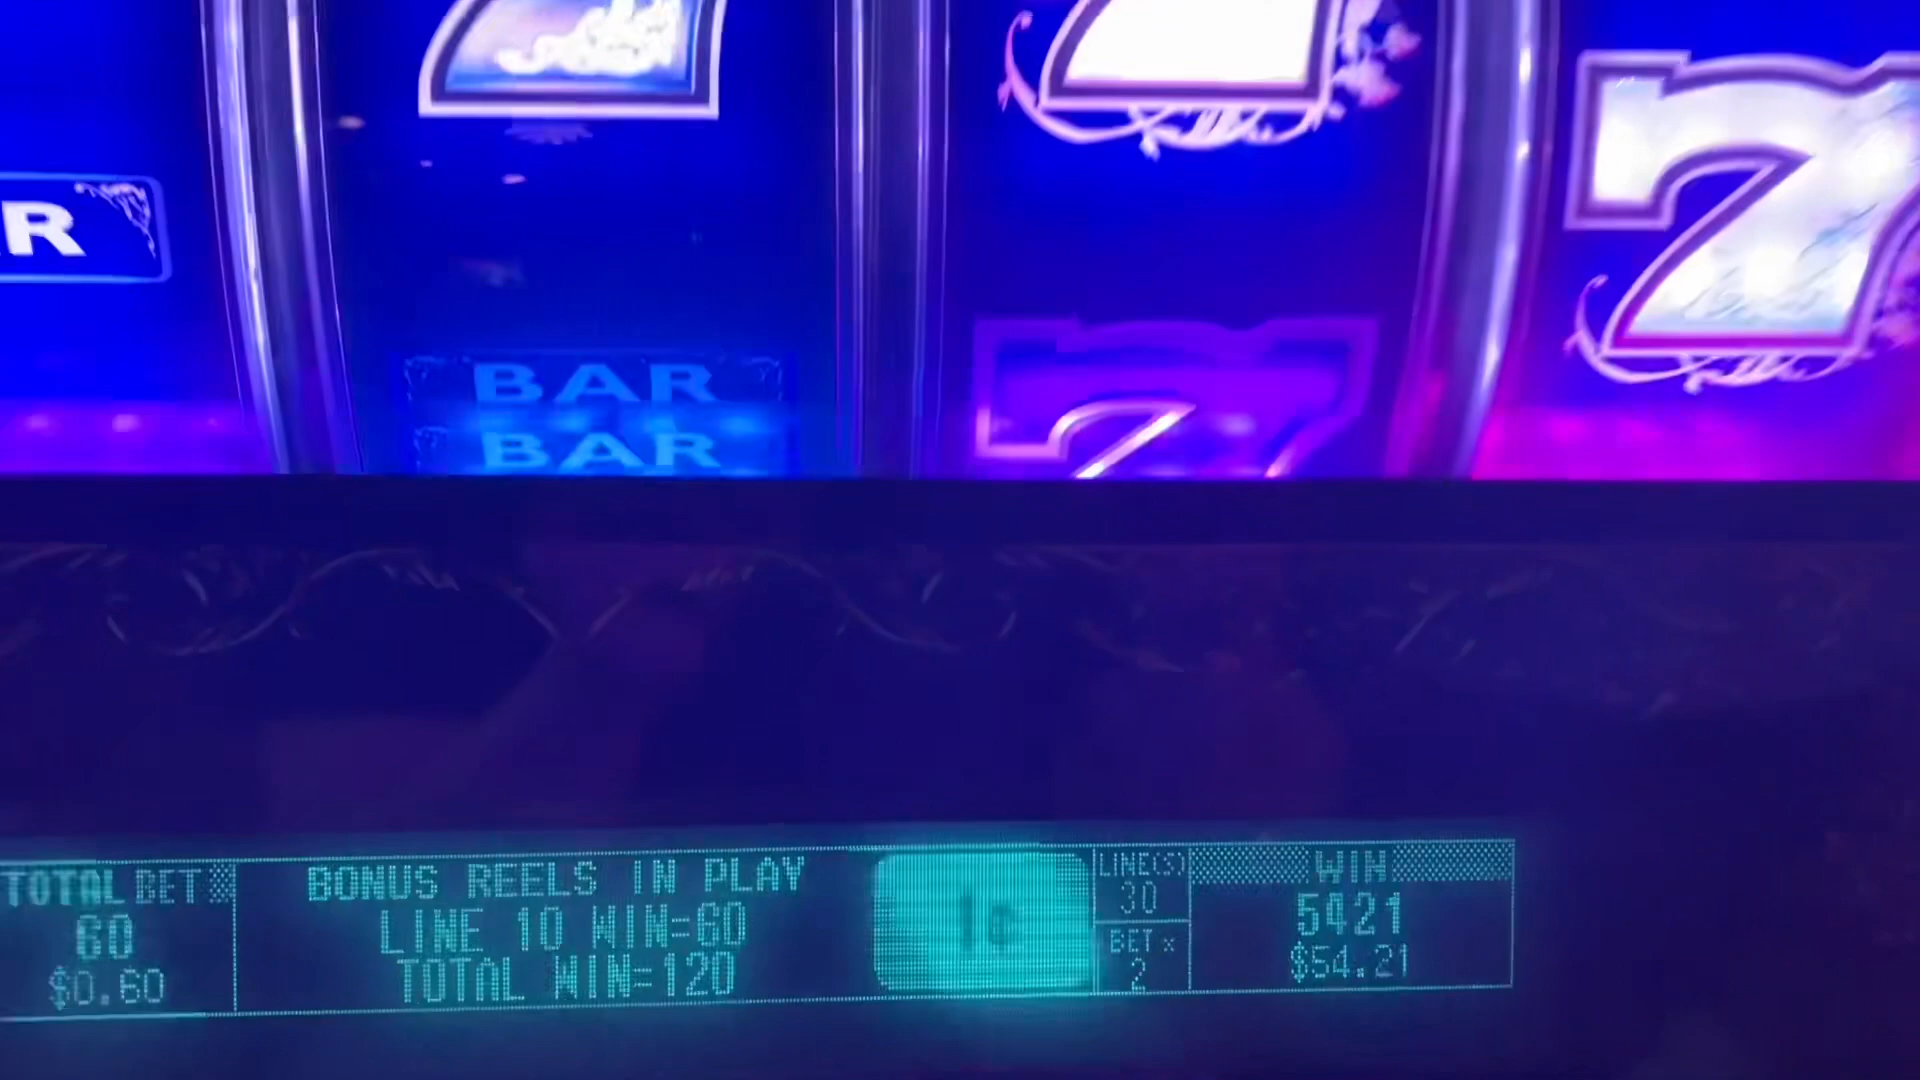 R
BAR
BAR
TOTAL BET
60
$0.60
BONUS REELS IN PLAY
LINE 10 WIN=60
TOTAL WIN=120
1¢
LINE(S)
30
BET x
2
WIN
5421
$54.21